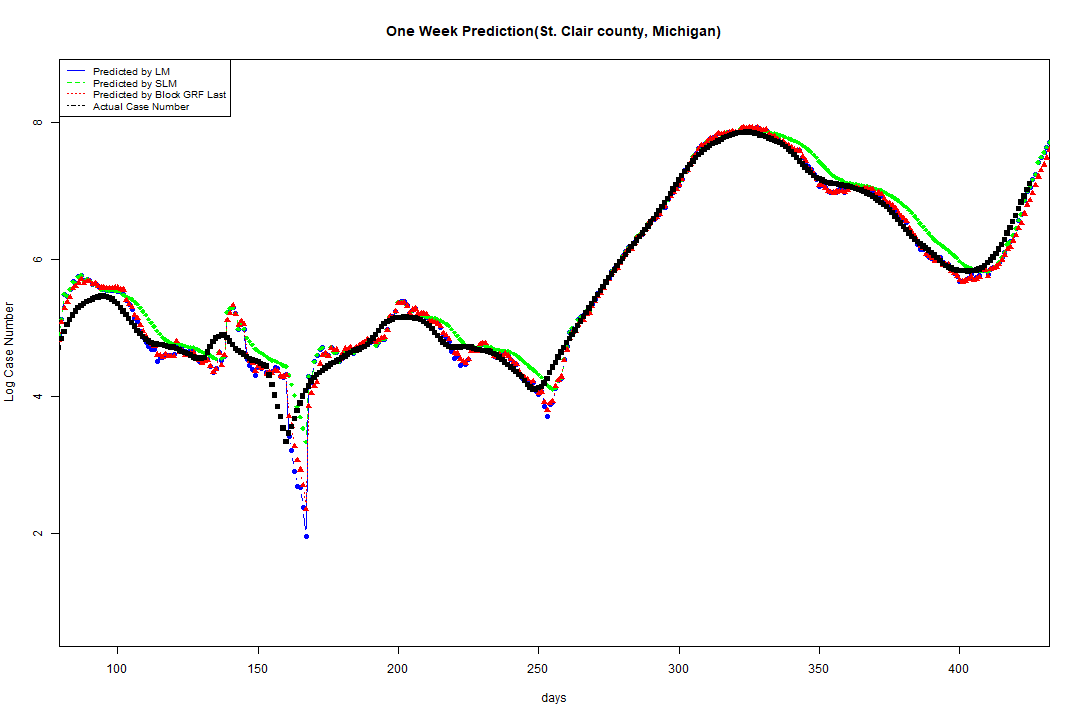 One Week Prediction(St. Clair county, Michigan)
Predicted by LM
Predicted by SLM
Predicted by Block GRF Last
Actual Case Number
8
6
4
2
Log Case Number
100 150 200 250 300 350 400
days